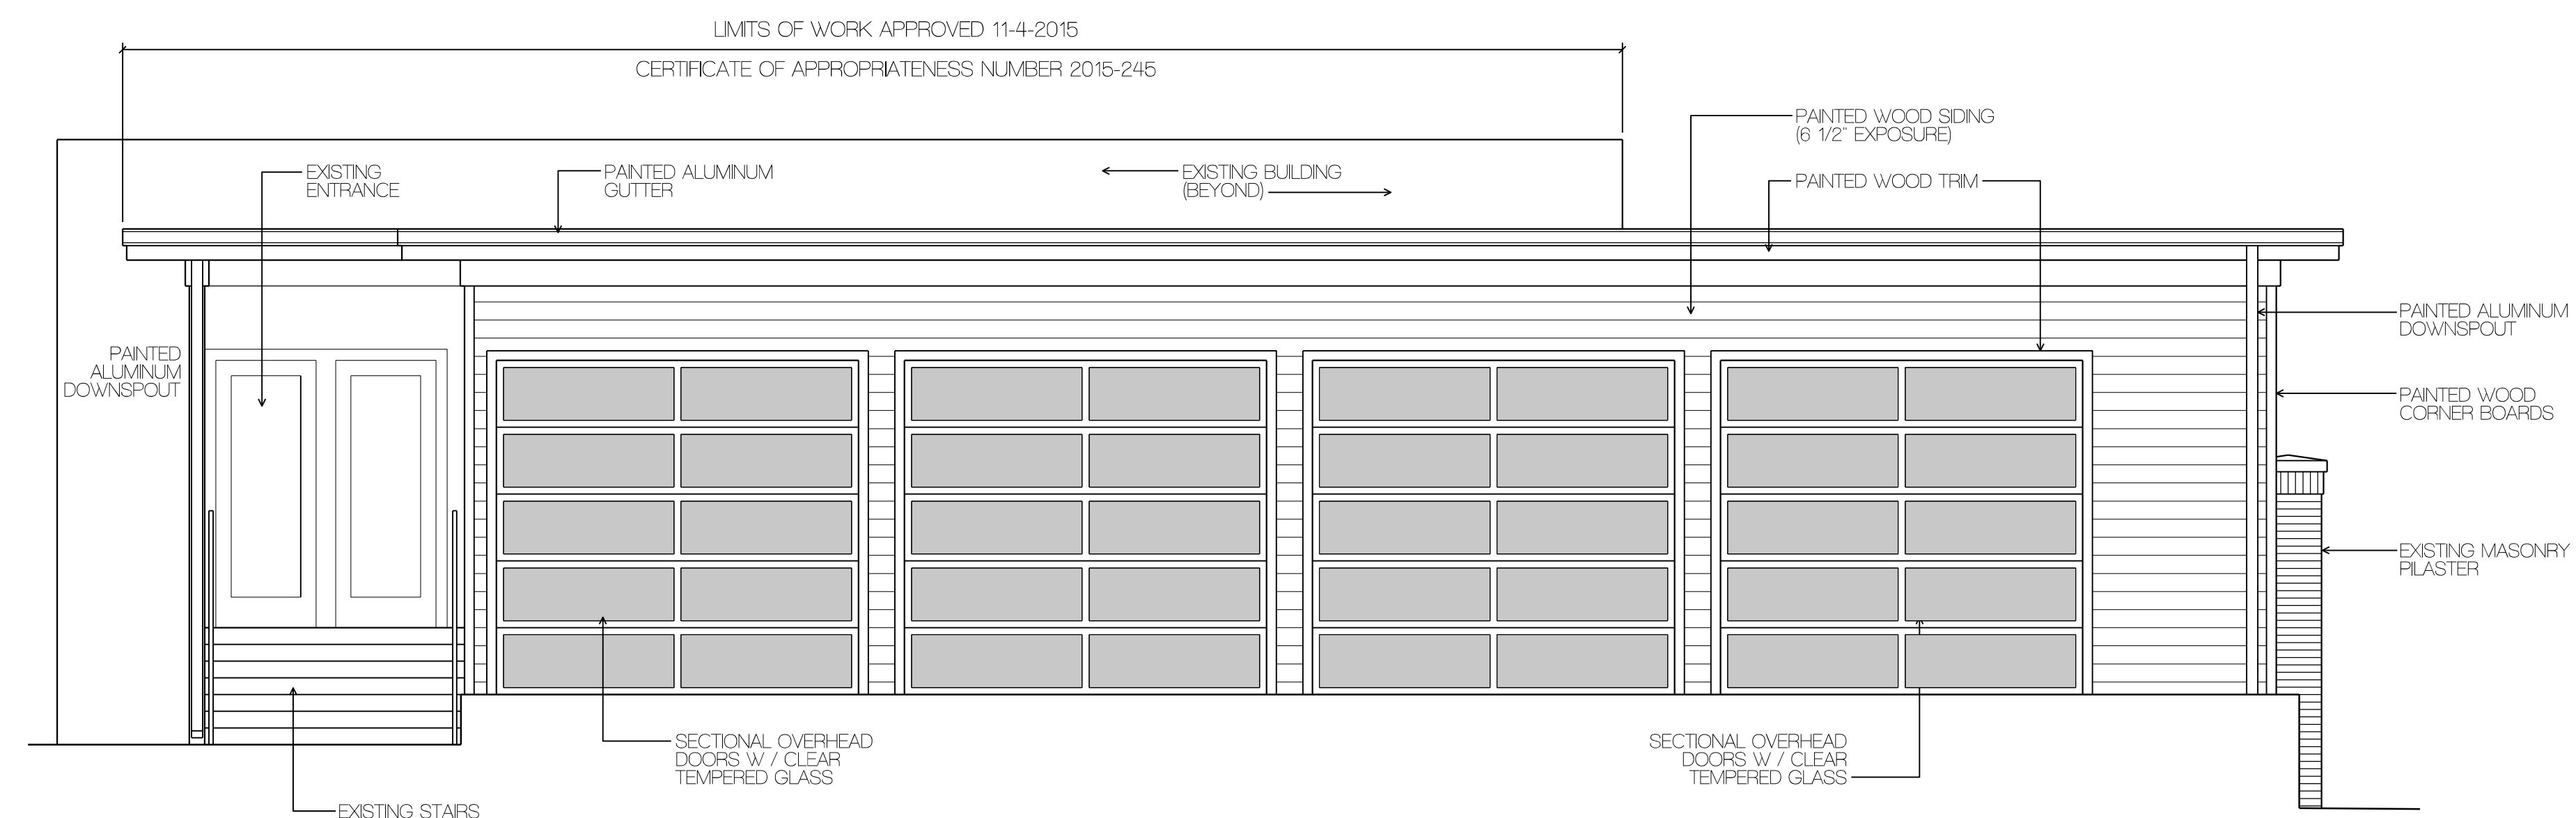 LIMITS OF WORK APPROVED 11-4-2015
CERTIFICATE OF APPROPRIATENESS NUMBER 2015-245
PAINTED WOOD SIDING
(6 1/2" EXPOSURE)
EXISTING
ENTRANCE
PAINTED ALUMINUM
GUTTER
EXISTING BUILDING
(BEYOND)
PAINTED WOOD TRIM
PAINTED ALUMINUM
DOWNSPOUT
PAINTED
ALUMINUM
DOWNSPOUT
PAINTED WOOD
CORNER BOARDS
EXISTING MASONRY
PILASTER
SECTIONAL OVERHEAD
DOORS W / CLEAR
TEMPERED GLASS
SECTIONAL OVERHEAD
DOORS W / CLEAR
TEMPERED GLASS
EXISTING STAIRS